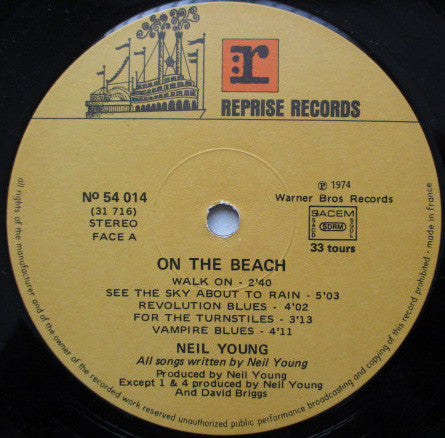 r
REPRISE RECORDS
Nº 54 014
(31 716)
STEREO
FACE A
℗ 1974
Warner Bros Records
SACEM
SACD SDRM SGDL
33 tours
ON THE BEACH
WALK ON - 2'40
SEE THE SKY ABOUT TO RAIN - 5'03
REVOLUTION BLUES - 4'02
FOR THE TURNSTILES - 3'13
VAMPIRE BLUES - 4'11
NEIL YOUNG
All songs written by Neil Young
Produced by Neil Young
Except 1 & 4 produced by Neil Young
And David Briggs
all rights of the manufacturer and of the owner of the recorded work reserved unauthorized public performance broadcasting and copying of this record prohibited - made in france